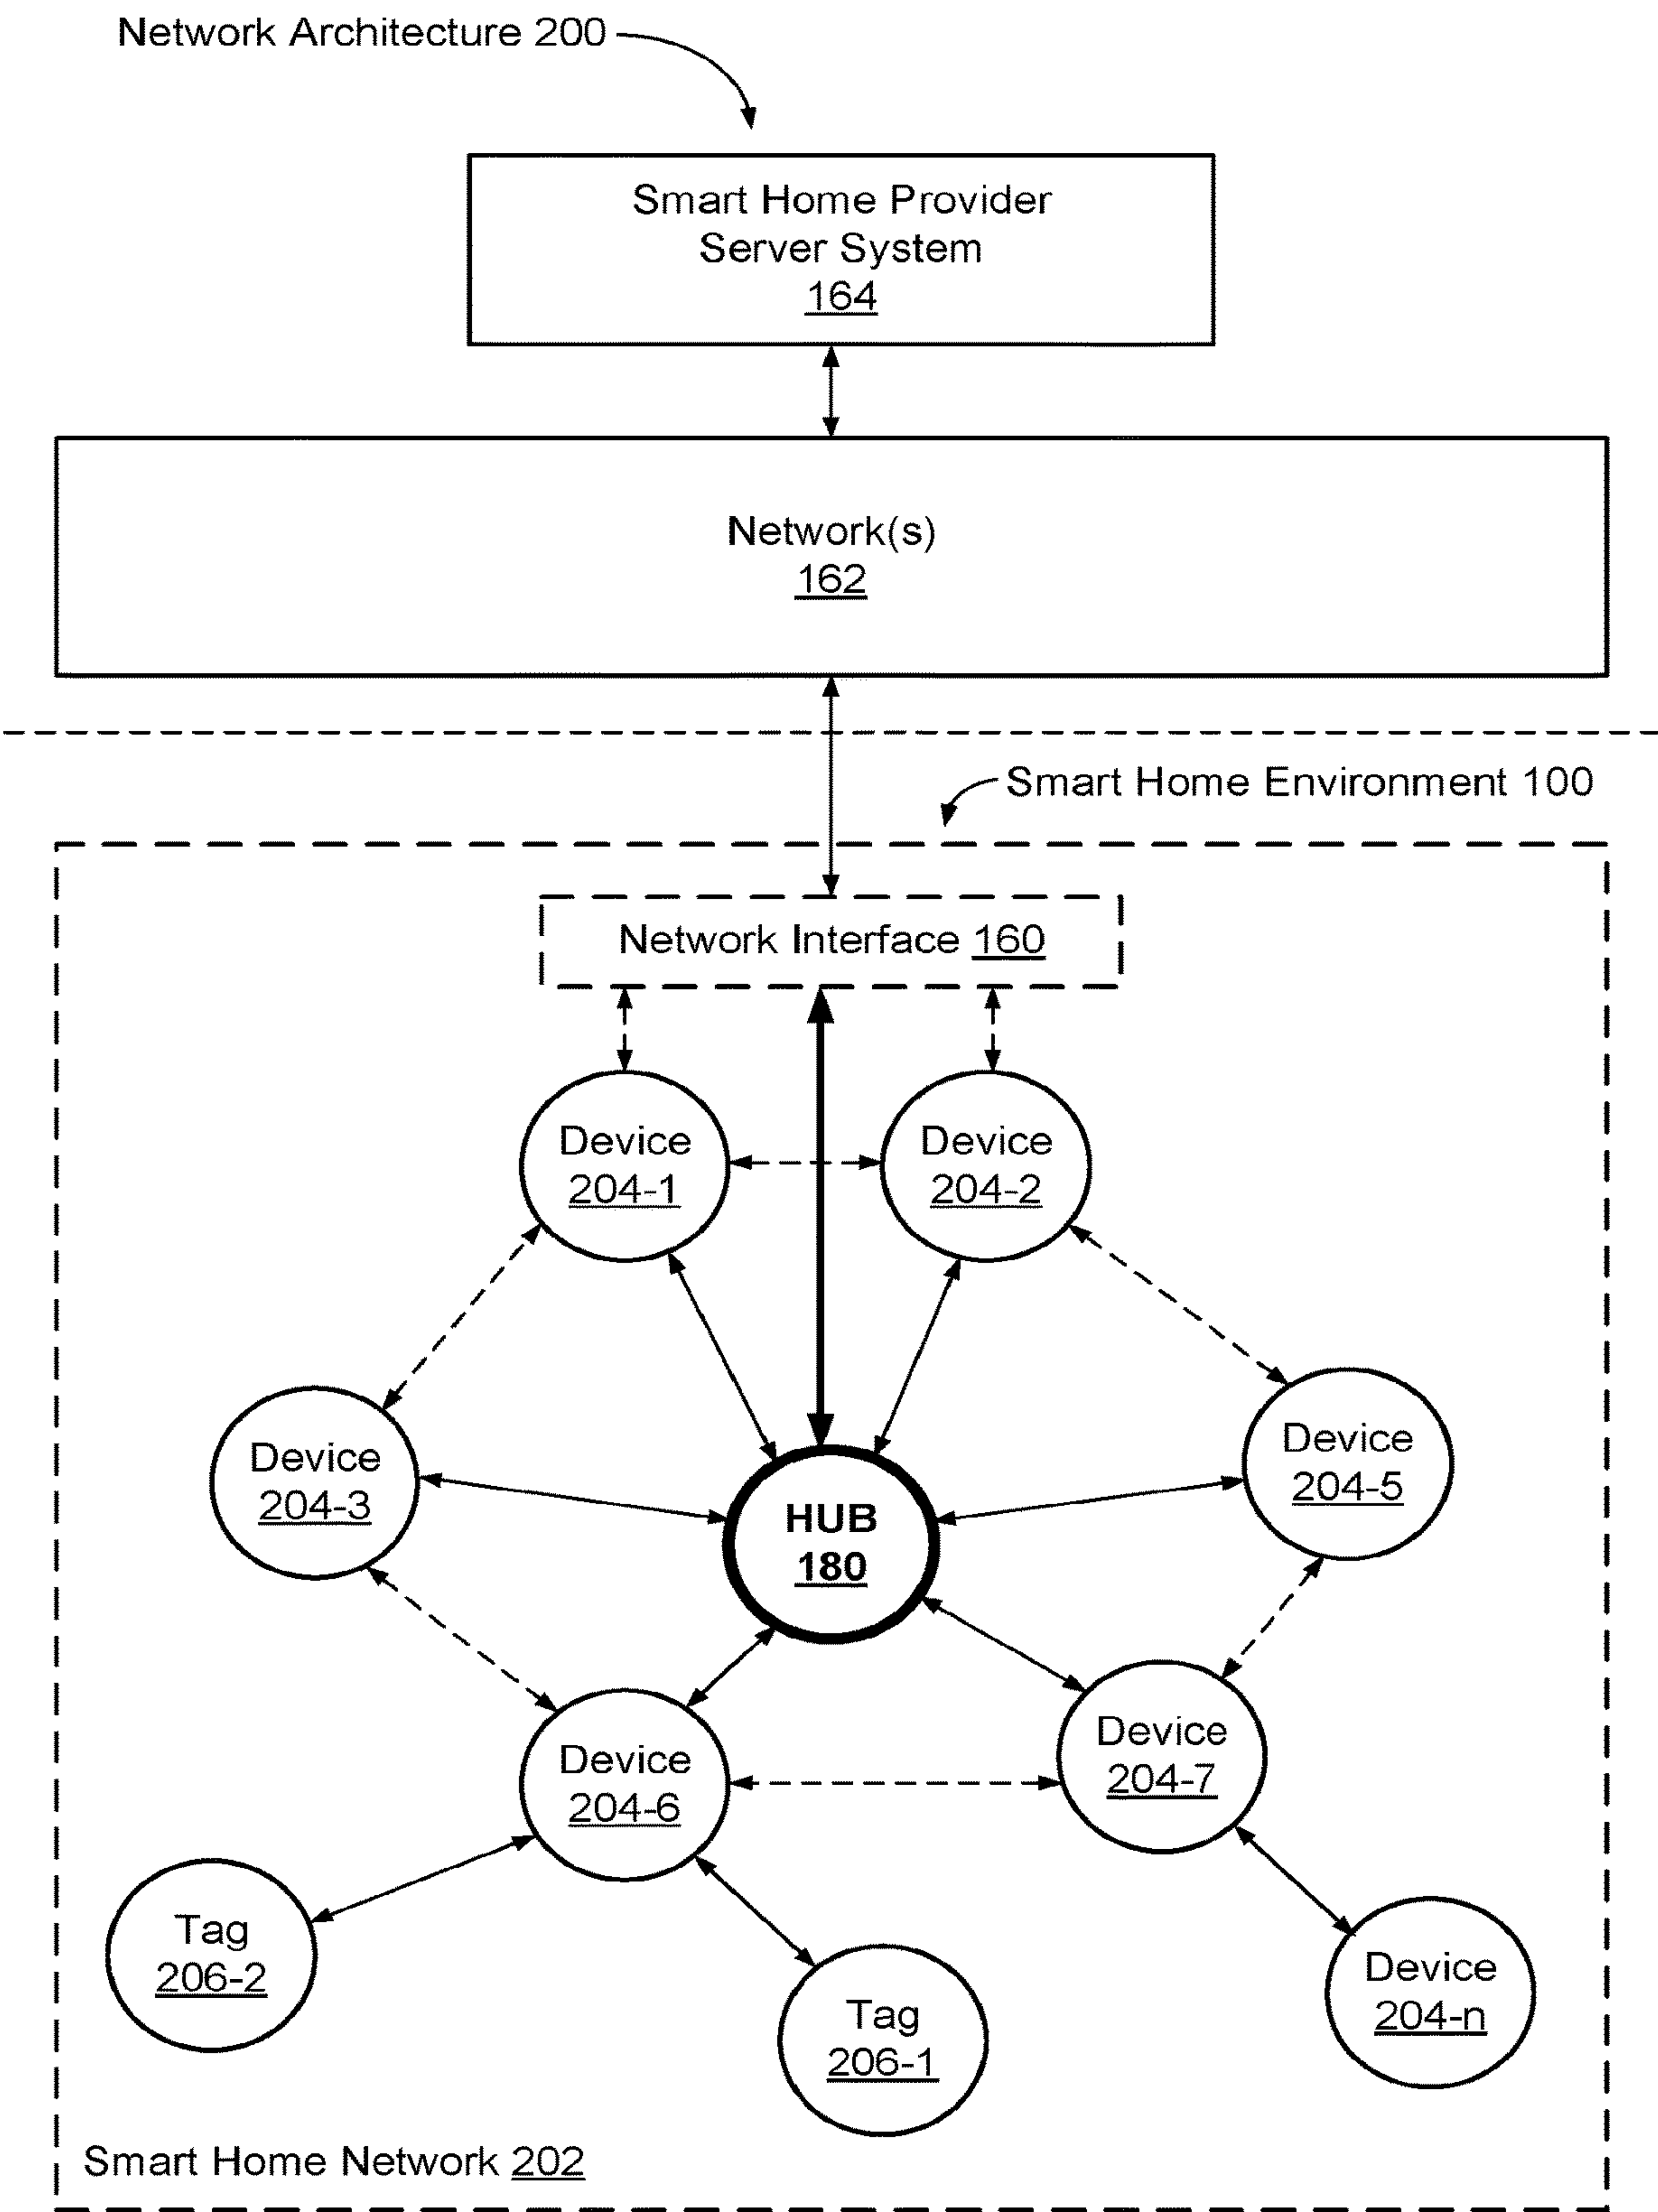 Network Architecture 200
Smart Home Provider
Server System
164
Network(s)
162
Smart Home Environment 100
Network Interface 160
Device
204-1
Device
204-2
Device
204-3
Device
204-5
HUB
180
Device
204-6
Device
204-7
Tag
206-2
Tag
206-1
Device
204-n
Smart Home Network 202